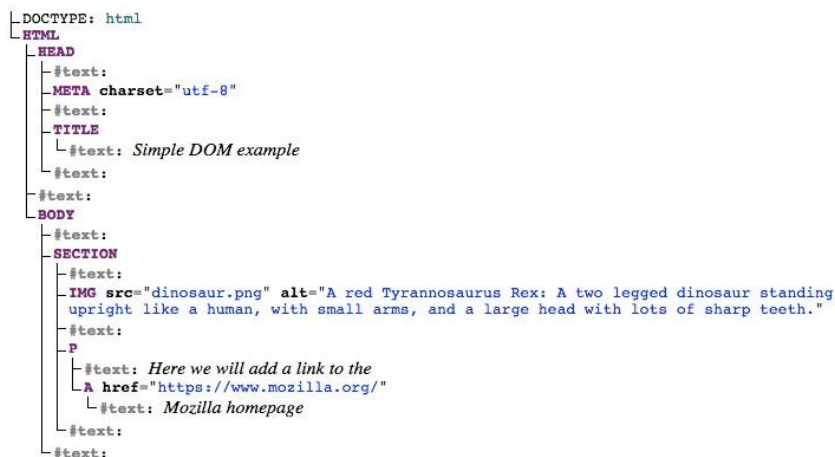 DOCTYPE: html
HTML
HEAD
#text:
META charset="utf-8"
#text:
TITLE
#text: Simple DOM example
#text:
#text:
BODY
#text:
SECTION
#text:
IMG src="dinosaur.png" alt="A red Tyrannosaurus Rex: A two legged dinosaur standing
upright like a human, with small arms, and a large head with lots of sharp teeth."
#text:
P
#text: Here we will add a link to the
A href="https://www.mozilla.org/"
#text: Mozilla homepage
#text:
#text: